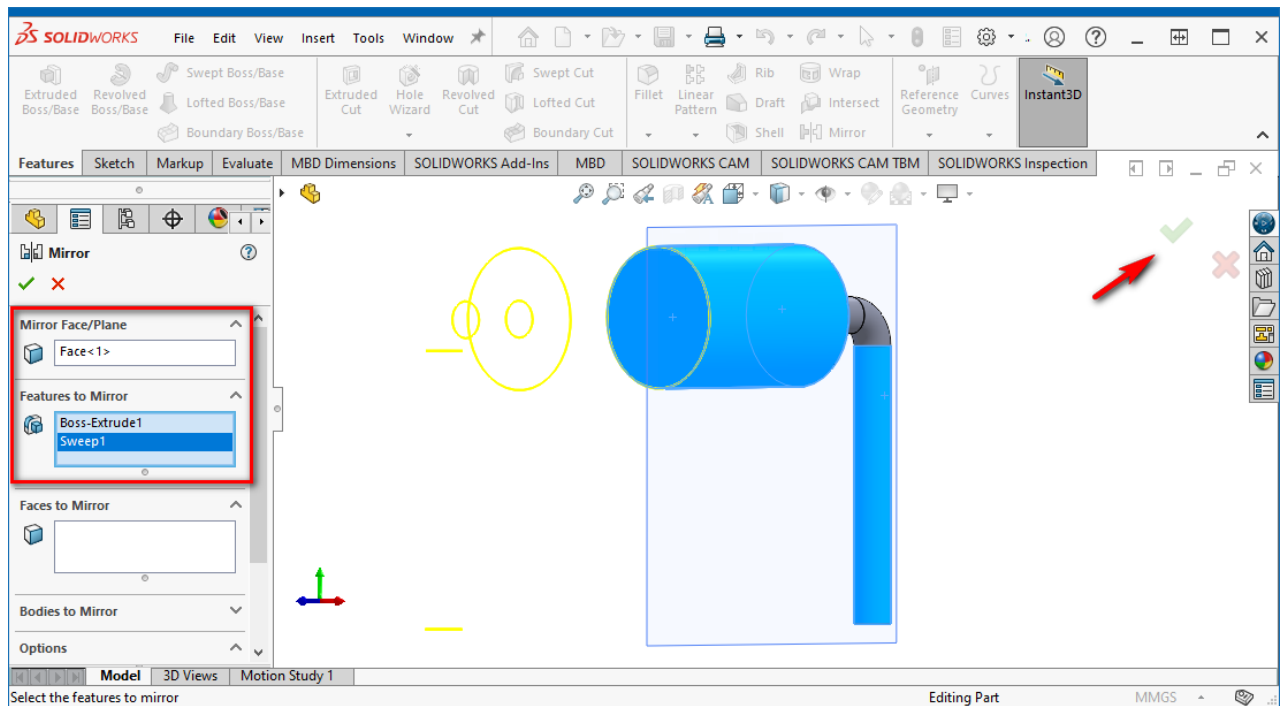 SOLIDWORKS File Edit View Insert Tools Window
Extruded Boss/Base
Revolved Boss/Base
Swept Boss/Base
Lofted Boss/Base
Boundary Boss/Base
Extruded Cut
Hole Wizard
Revolved Cut
Swept Cut
Lofted Cut
Boundary Cut
Fillet
Linear Pattern
Rib
Draft
Shell
Wrap
Intersect
Mirror
Reference Geometry
Curves
Instant3D
Features Sketch Markup Evaluate MBD Dimensions SOLIDWORKS Add-Ins MBD SOLIDWORKS CAM SOLIDWORKS CAM TBM SOLIDWORKS Inspection
Mirror
Mirror Face/Plane
Face<1>
Features to Mirror
Boss-Extrude1
Sweep1
Faces to Mirror
Bodies to Mirror
Options
Model 3D Views Motion Study 1
Select the features to mirror Editing Part MMGS